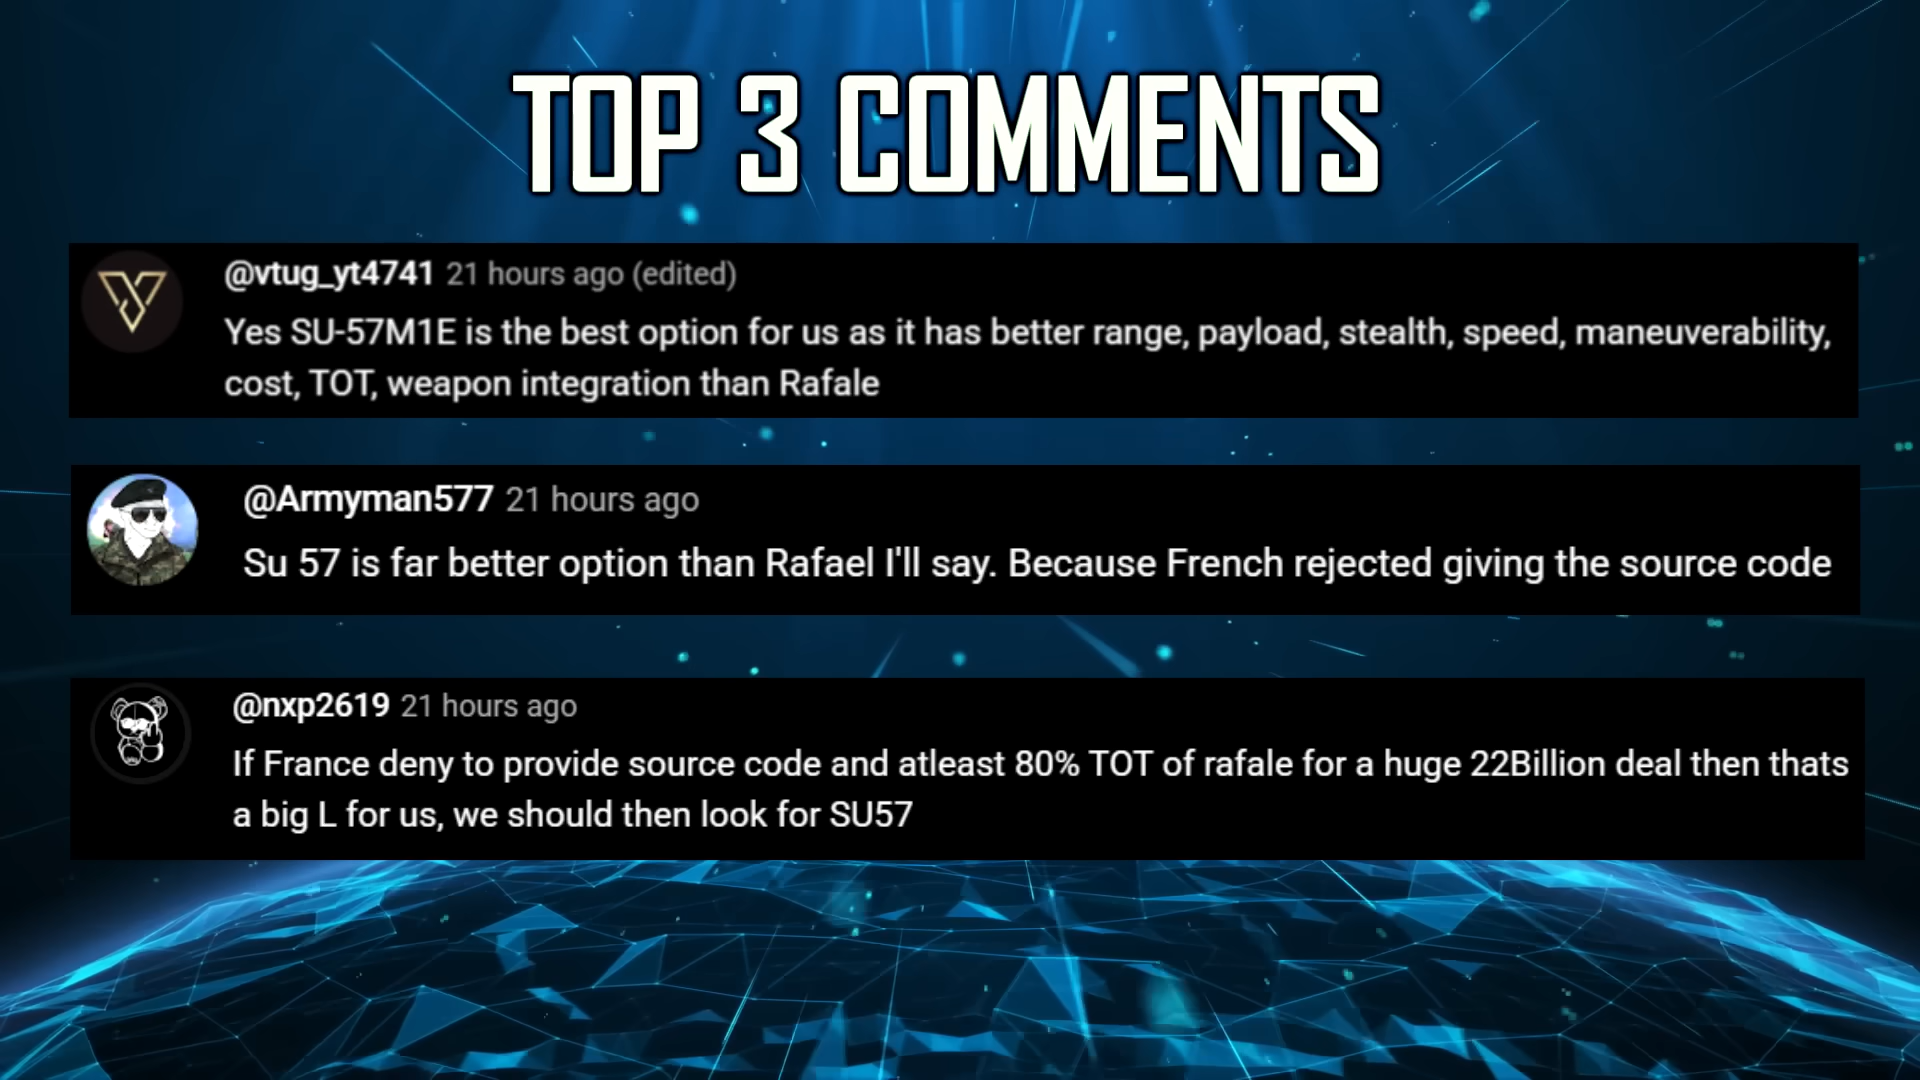 TOP 3 COMMENTS
@vtug_yt4741 21 hours ago (edited)
Yes SU-57M1E is the best option for us as it has better range, payload, stealth, speed, maneuverability,
cost, TOT, weapon integration than Rafale
@Armyman577 21 hours ago
Su 57 is far better option than Rafael I'll say. Because French rejected giving the source code
@nxp2619 21 hours ago
If France deny to provide source code and atleast 80% TOT of rafale for a huge 22Billion deal then thats
a big L for us, we should then look for SU57